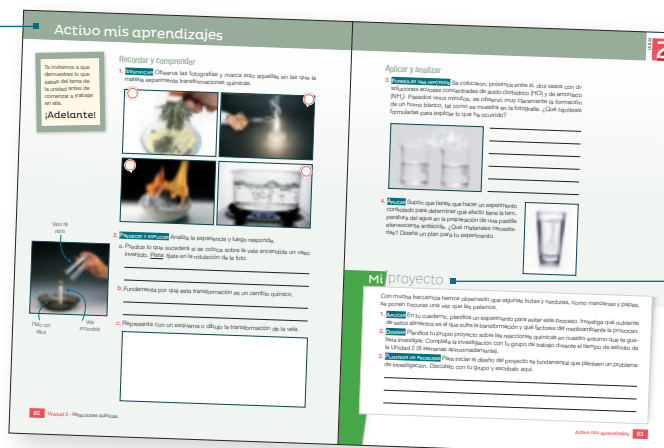 Activo mis aprendizajes
Te invitamos a que
demuestres lo que
sabes del tema de
la unidad antes de
comenzar a trabajar
en ella.
¡Adelante!
Recordar y comprender
1. IDENTIFICAR Observa las fotografías y marca solo aquellas en las que la
materia experimente transformaciones químicas.
2. PREDECIR Y EXPLICAR Analiza la experiencia y luego responde.
a. Predice lo que sucederá si se coloca sobre la vela encendida un vaso
invertido. Pista: fíjate en la rotulación de la foto.
b. Fundamenta por qué esta transformación es un cambio químico.
c. Representa con un esquema o dibujo la transformación de la vela.
Vaso de
vidrio
Plato con
agua
Vela
encendida
82 Unidad 2 - Reacciones químicas
Aplicar y analizar
3. FORMULAR UNA HIPÓTESIS Se colocaron, próximos entre sí, dos vasos con di-
soluciones acuosas concentradas de ácido clorhídrico (HCl) y de amoníaco
(NH₃). Pasados unos minutos, se observó muy claramente la formación
de un humo blanco, tal como se muestra en la fotografía. ¿Qué hipótesis
formularías para explicar lo que ha ocurrido?
4. APLICAR Supón que tienes que hacer un experimento
controlado para determinar qué efecto tiene la tem-
peratura del agua en la preparación de una pastilla
efervescente antiácida. ¿Qué materiales necesita-
rías? Diseña un plan para tu experimento.
Mi proyecto
Con mucha frecuencia hemos observado que algunas frutas y verduras, como manzanas y papas,
se ponen oscuras una vez que las pelamos.
1. APLICAR En tu cuaderno, planifica un experimento para evitar este proceso. Investiga qué nutriente
de estos alimentos es el que sufre la transformación y qué factores del medioambiente la provocan.
2. DISEÑAR Planifica tu propio proyecto sobre las reacciones químicas en nuestro entorno que te gus-
taría investigar. Completa la investigación con tu grupo de trabajo durante el tiempo de estudio de
la Unidad 2 (8 semanas aproximadamente).
3. PLANTEAR UN PROBLEMA Para iniciar el diseño del proyecto es fundamental que planteen un problema
de investigación. Discútelo con tu grupo y escríbelo aquí.
Activo mis aprendizajes 83